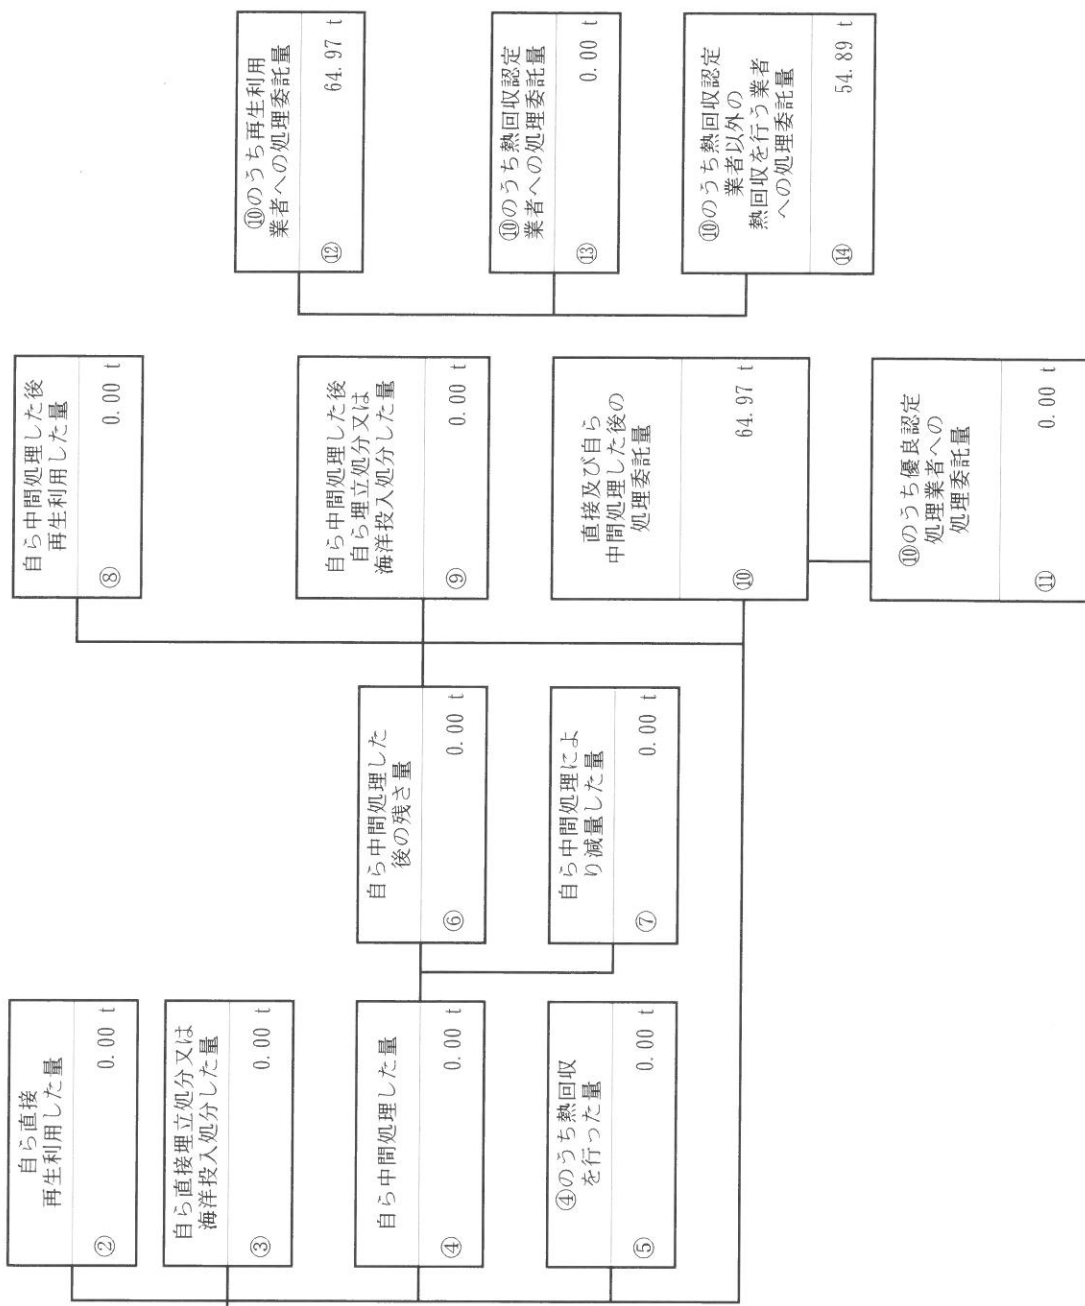 自ら直接
再生利用した量
② 0.00 t
自ら直接埋立処分又は
海洋投入処分した量
③ 0.00 t
自ら中間処理した量
④ 0.00 t
④のうち熱回収
を行った量
⑤ 0.00 t
自ら中間処理した
後の残さ量
⑥ 0.00 t
自ら中間処理によ
り減量した量
⑦ 0.00 t
自ら中間処理した後
再生利用した量
⑧ 0.00 t
自ら中間処理した後
自ら埋立処分又は
海洋投入処分した量
⑨ 0.00 t
直接及び自ら
中間処理した後の
処理委託量
⑩ 64.97 t
⑩のうち優良認定
処理業者への
処理委託量
⑪ 0.00 t
⑩のうち再生利用
業者への処理委託量
⑫ 64.97 t
⑩のうち熱回収認定
業者への処理委託量
⑬ 0.00 t
⑩のうち熱回収認定
業者以外の
熱回収を行う業者
への処理委託量
⑭ 54.89 t